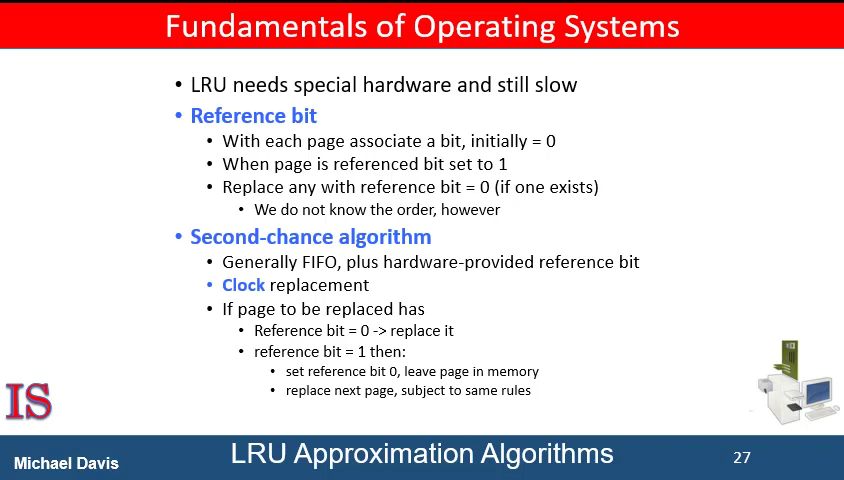 Fundamentals of Operating Systems
• LRU needs special hardware and still slow
• Reference bit
• With each page associate a bit, initially = 0
• When page is referenced bit set to 1
• Replace any with reference bit = 0 (if one exists)
• We do not know the order, however
• Second-chance algorithm
• Generally FIFO, plus hardware-provided reference bit
• Clock replacement
• If page to be replaced has
• Reference bit = 0 -> replace it
• reference bit = 1 then:
• set reference bit 0, leave page in memory
• replace next page, subject to same rules
IS
Michael Davis
LRU Approximation Algorithms
27